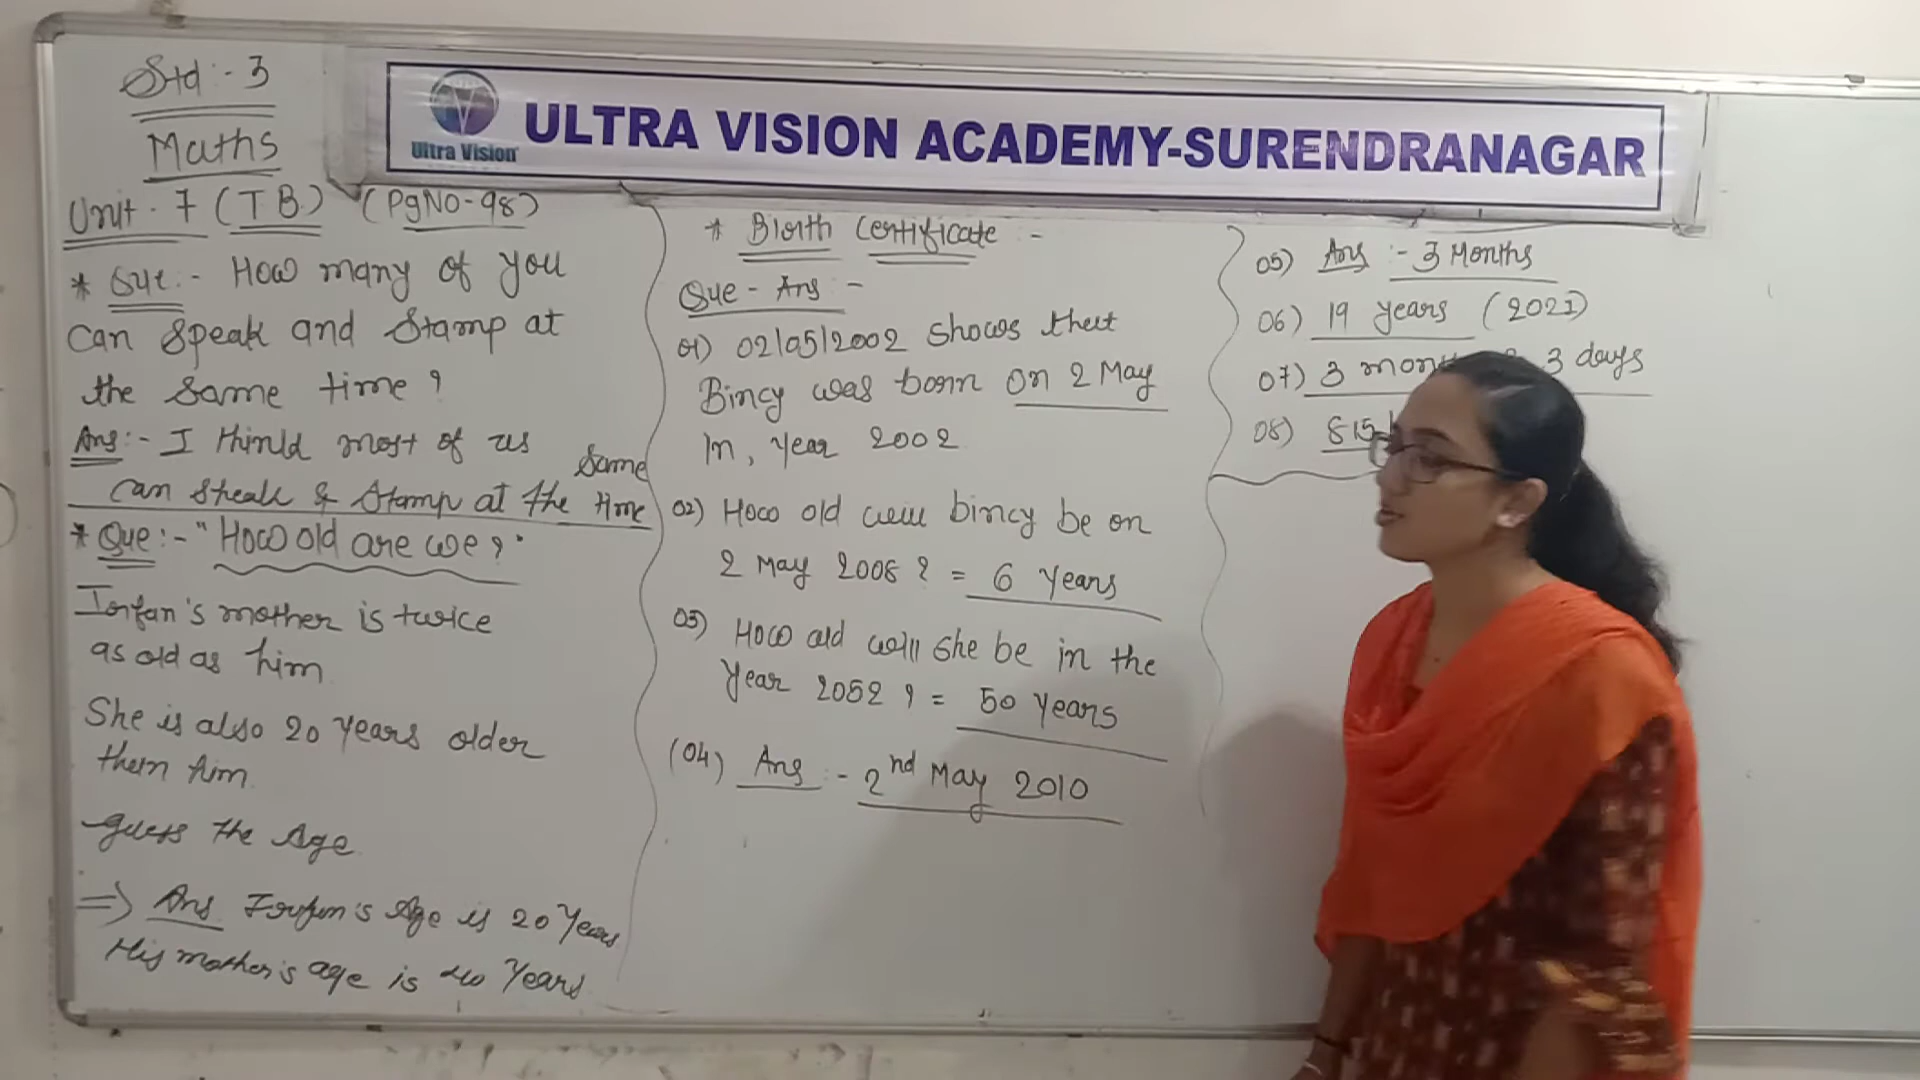 Std :- 3
Maths
Unit - 7 (T.B.) (PgNO-98)
* Que :- How many of you
can speak and stamp at
the same time ?
Ans :- I think most of us
can speak & stamp at the same time
* Que :- "How old are we ?"
Irfan's mother is twice
as old as him
She is also 20 years older
them him.
guess the Age
=> Ans Irfan's Age is 20 Years
His mother's age is 40 Years
Ultra Vision
ULTRA VISION ACADEMY-SURENDRANAGAR
* Birth Certificate :-
Que - Ans :-
01) 02/05/2002 shows that
Bincy was born on 2 May
In, year 2002
02) How old will bincy be on
2 May 2008 ? = 6 Years
03) How old will she be in the
Year 2052 ? = 50 Years
(04) Ans :- 2nd May 2010
05) Ans :- 3 Months
06) 19 years (2021)
07) 3 3 days
08) 815